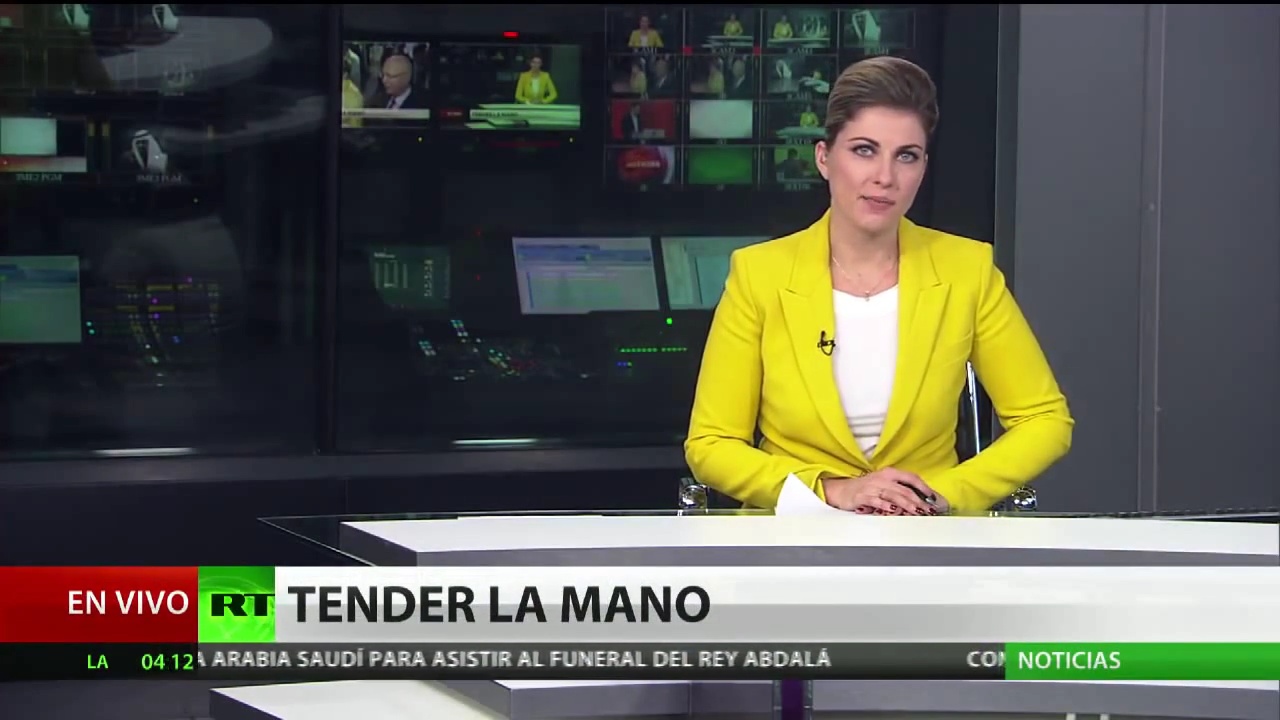 EN VIVO RT TENDER LA MANO
LA 04:12 A ARABIA SAUDÍ PARA ASISTIR AL FUNERAL DEL REY ABDALÁ NOTICIAS